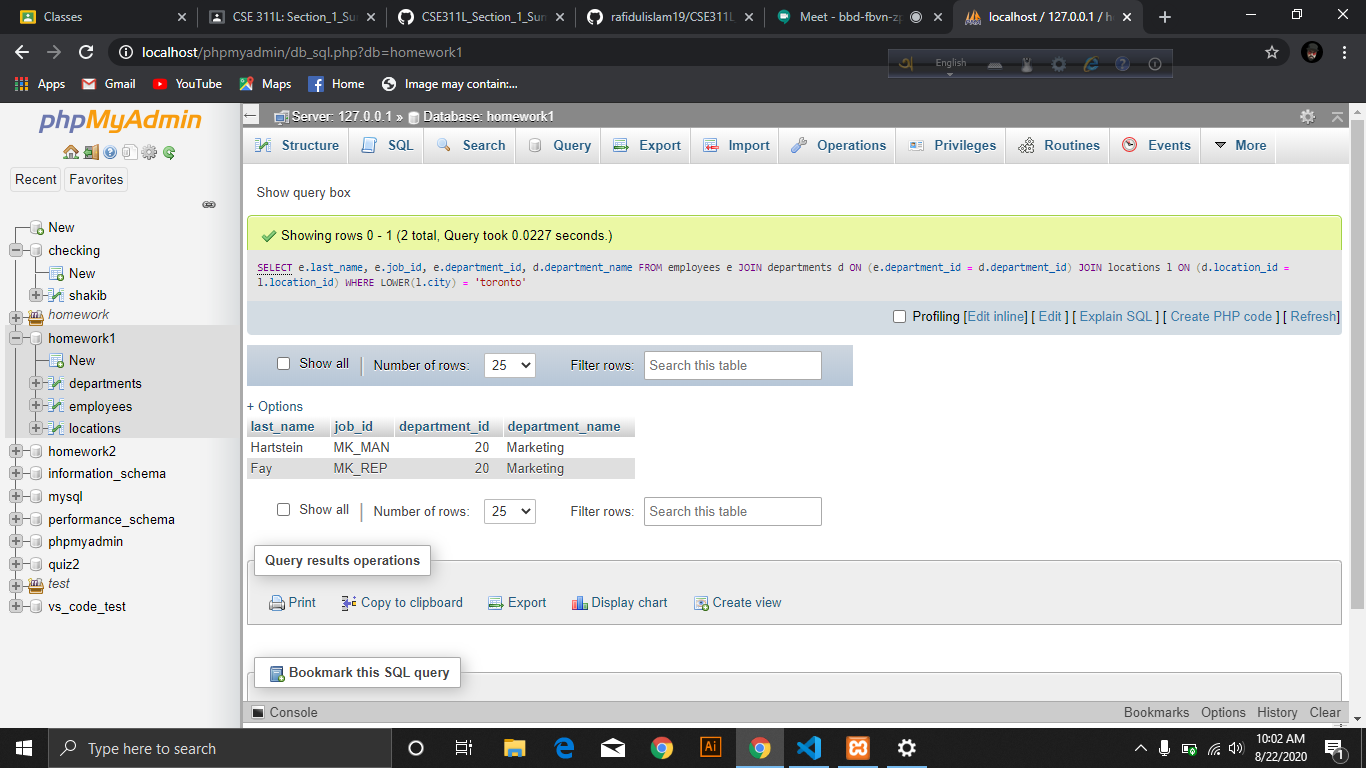 Classes
CSE 311L: Section_1_Su
CSE311L_Section_1_Sum
rafidulislam19/CSE311L
Meet - bbd-fbvn-zp
localhost / 127.0.0.1 / h
localhost/phpmyadmin/db_sql.php?db=homework1
English
Apps
Gmail
YouTube
Maps
Home
Image may contain:...
phpMyAdmin
Recent
Favorites
New
checking
New
shakib
homework
homework1
New
departments
employees
locations
homework2
information_schema
mysql
performance_schema
phpmyadmin
quiz2
test
vs_code_test
Server: 127.0.0.1 » Database: homework1
Structure
SQL
Search
Query
Export
Import
Operations
Privileges
Routines
Events
More
Show query box
Showing rows 0 - 1 (2 total, Query took 0.0227 seconds.)
SELECT e.last_name, e.job_id, e.department_id, d.department_name FROM employees e JOIN departments d ON (e.department_id = d.department_id) JOIN locations l ON (d.location_id =
l.location_id) WHERE LOWER(l.city) = 'toronto'
Profiling [Edit inline] [ Edit ] [ Explain SQL ] [ Create PHP code ] [ Refresh]
Show all | Number of rows: 25 Filter rows: Search this table
+ Options
last_name job_id department_id department_name
Hartstein MK_MAN 20 Marketing
Fay MK_REP 20 Marketing
Show all | Number of rows: 25 Filter rows: Search this table
Query results operations
Print
Copy to clipboard
Export
Display chart
Create view
Bookmark this SQL query
Console
Bookmarks
Options
History
Clear
Type here to search
Ai
10:02 AM
8/22/2020
1